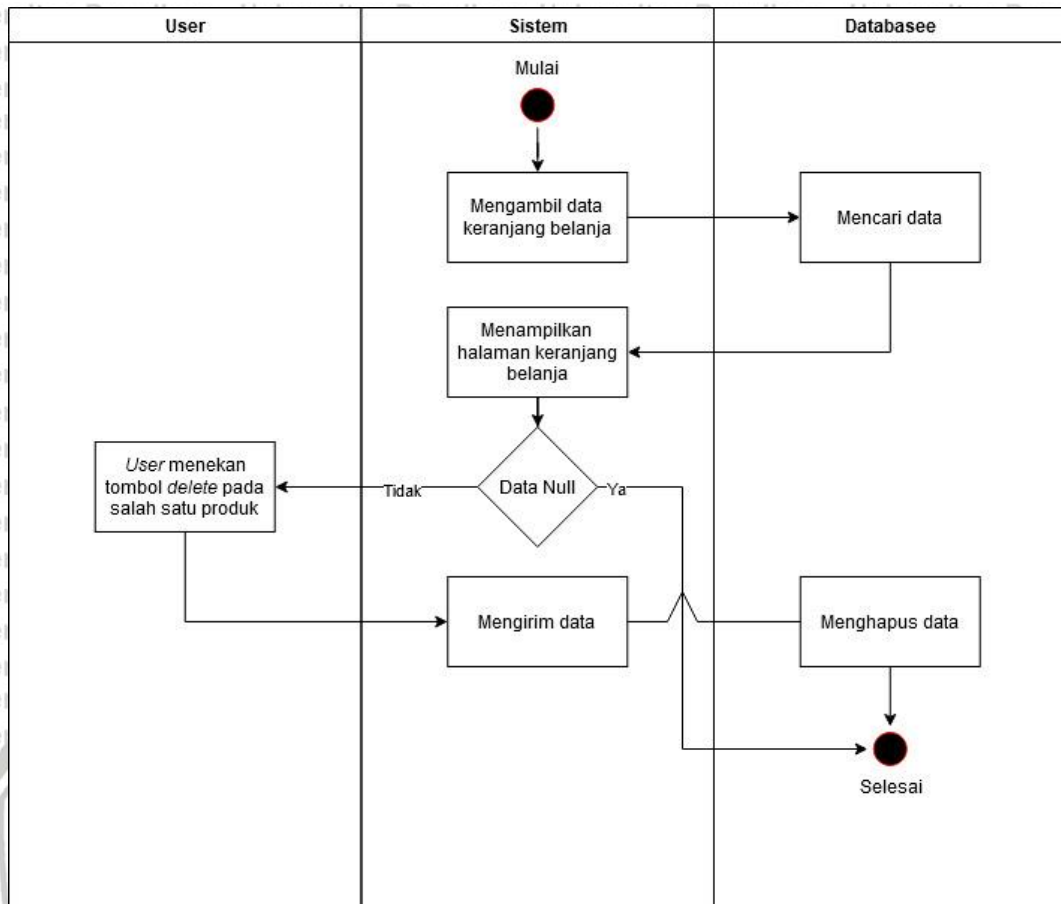 User
Sistem
Databasee
Mulai
Mengambil data
keranjang belanja
Mencari data
Menampilkan
halaman keranjang
belanja
User menekan
tombol delete pada
salah satu produk
Tidak
Data Null
Ya
Mengirim data
Menghapus data
Selesai